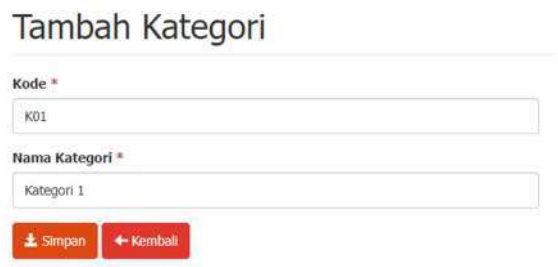 Tambah Kategori
Kode *
K01
Nama Kategori *
Kategori 1
Simpan Kembali